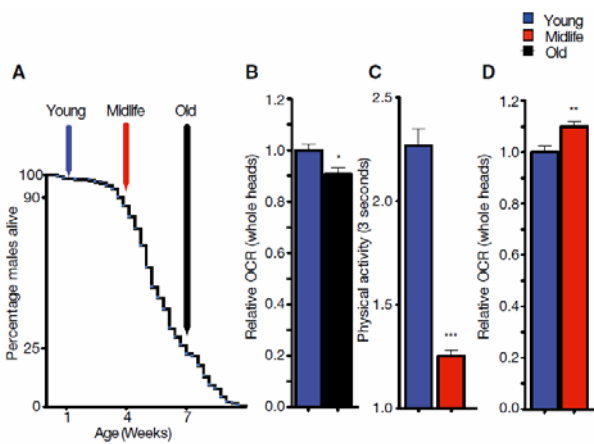 Young
Midlife
Old
A
B
C
D
Young Midlife Old
Percentage males alive
100
90
25
0
1 4 7
Age (Weeks)
Relative OCR (whole heads)
1.2
1.0
0.8
0.6
0.4
0.2
0.0
*
Physical activity (3 seconds)
2.5
2.0
1.5
1.0
***
Relative OCR (whole heads)
1.2
1.0
0.8
0.6
0.4
0.2
0.0
**